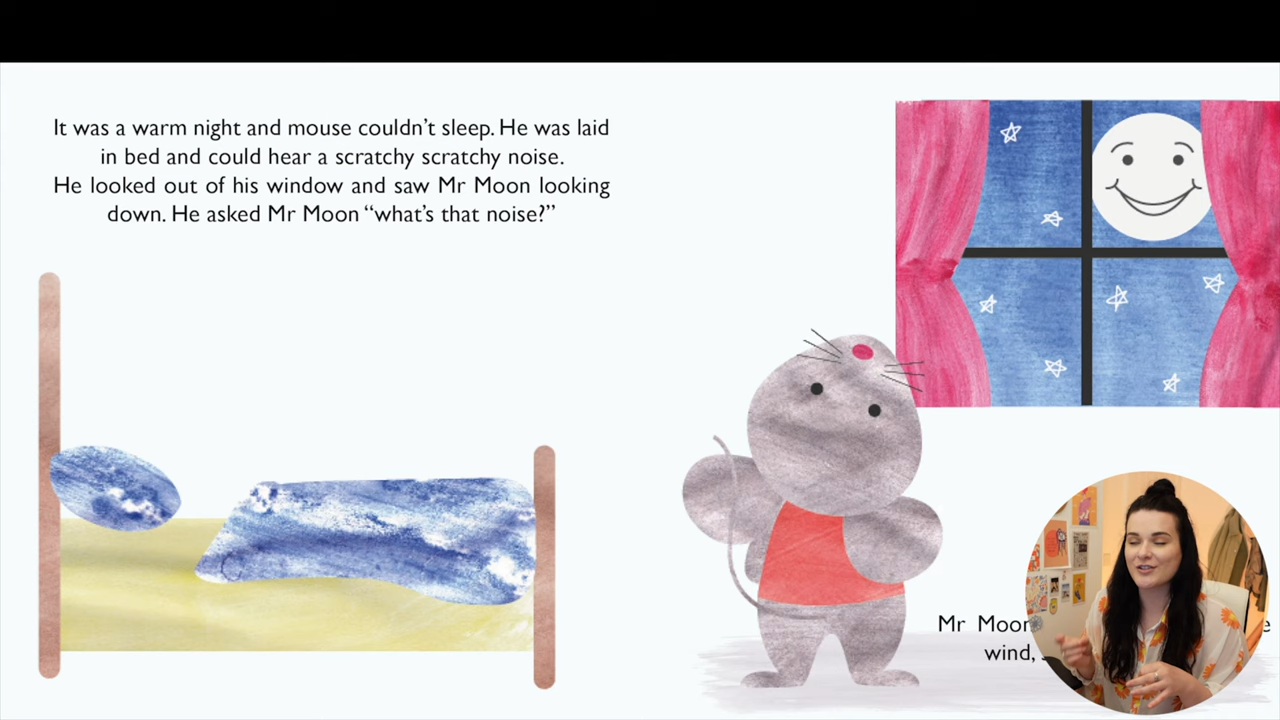 It was a warm night and mouse couldn't sleep. He was laid
in bed and could hear a scratchy scratchy noise.
He looked out of his window and saw Mr Moon looking
down. He asked Mr Moon “what's that noise?”
Mr Moon
wind,